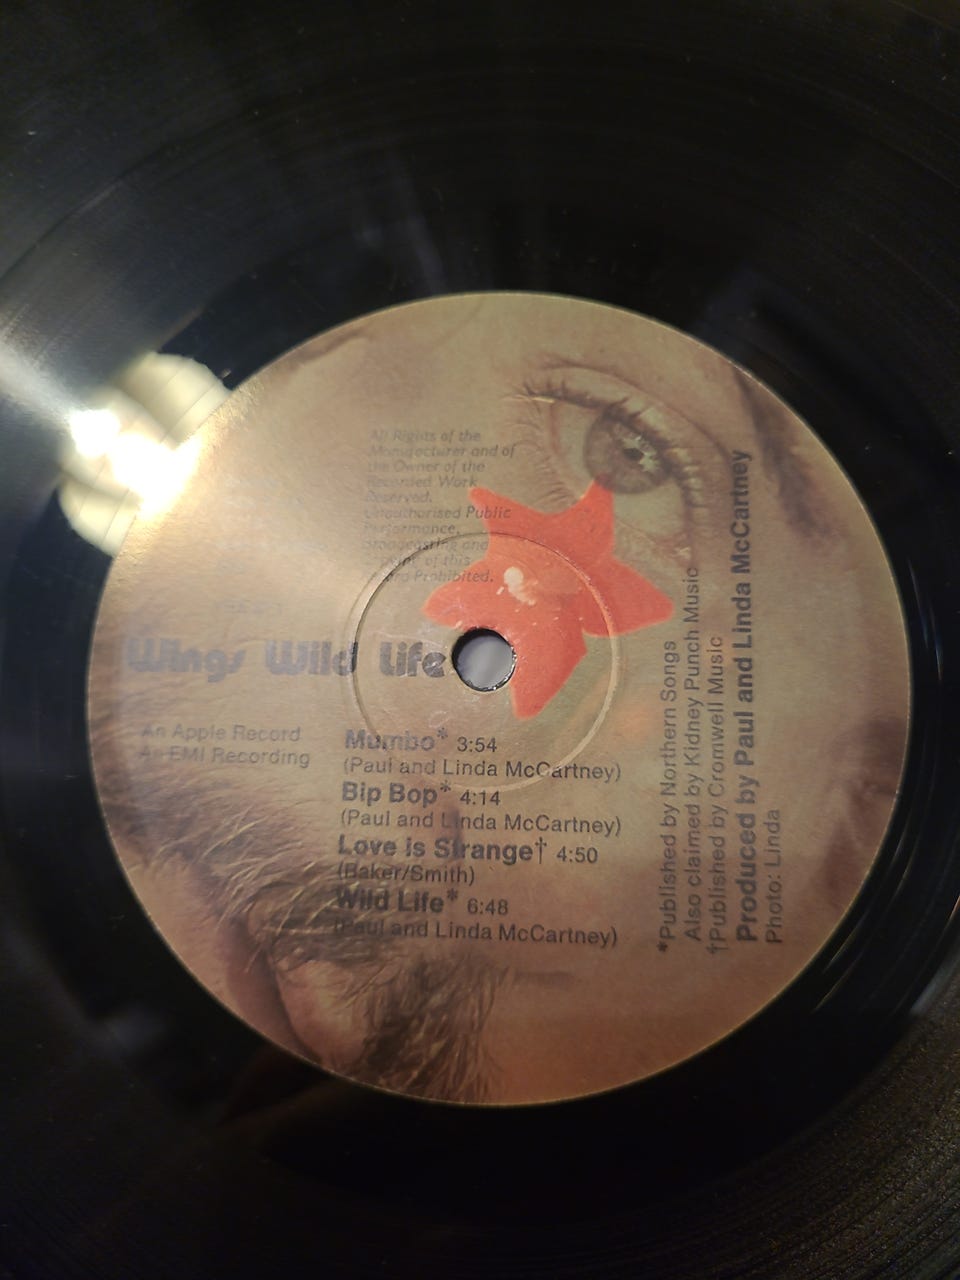 All Rights of the
Manufacturer and of
the Owner of the
Recorded Work
Reserved.
Unauthorised Public
Performance,
Broadcasting and
of this
Prohibited.
Wings Wild Life
An Apple Record
An EMI Recording
Mumbo* 3:54
(Paul and Linda McCartney)
Bip Bop* 4:14
(Paul and Linda McCartney)
Love is Strange† 4:50
(Baker/Smith)
Wild Life* 6:48
(Paul and Linda McCartney)
*Published by Northern Songs
Also claimed by Kidney Punch Music
†Published by Cromwell Music
Produced by Paul and Linda McCartney
Photo: Linda